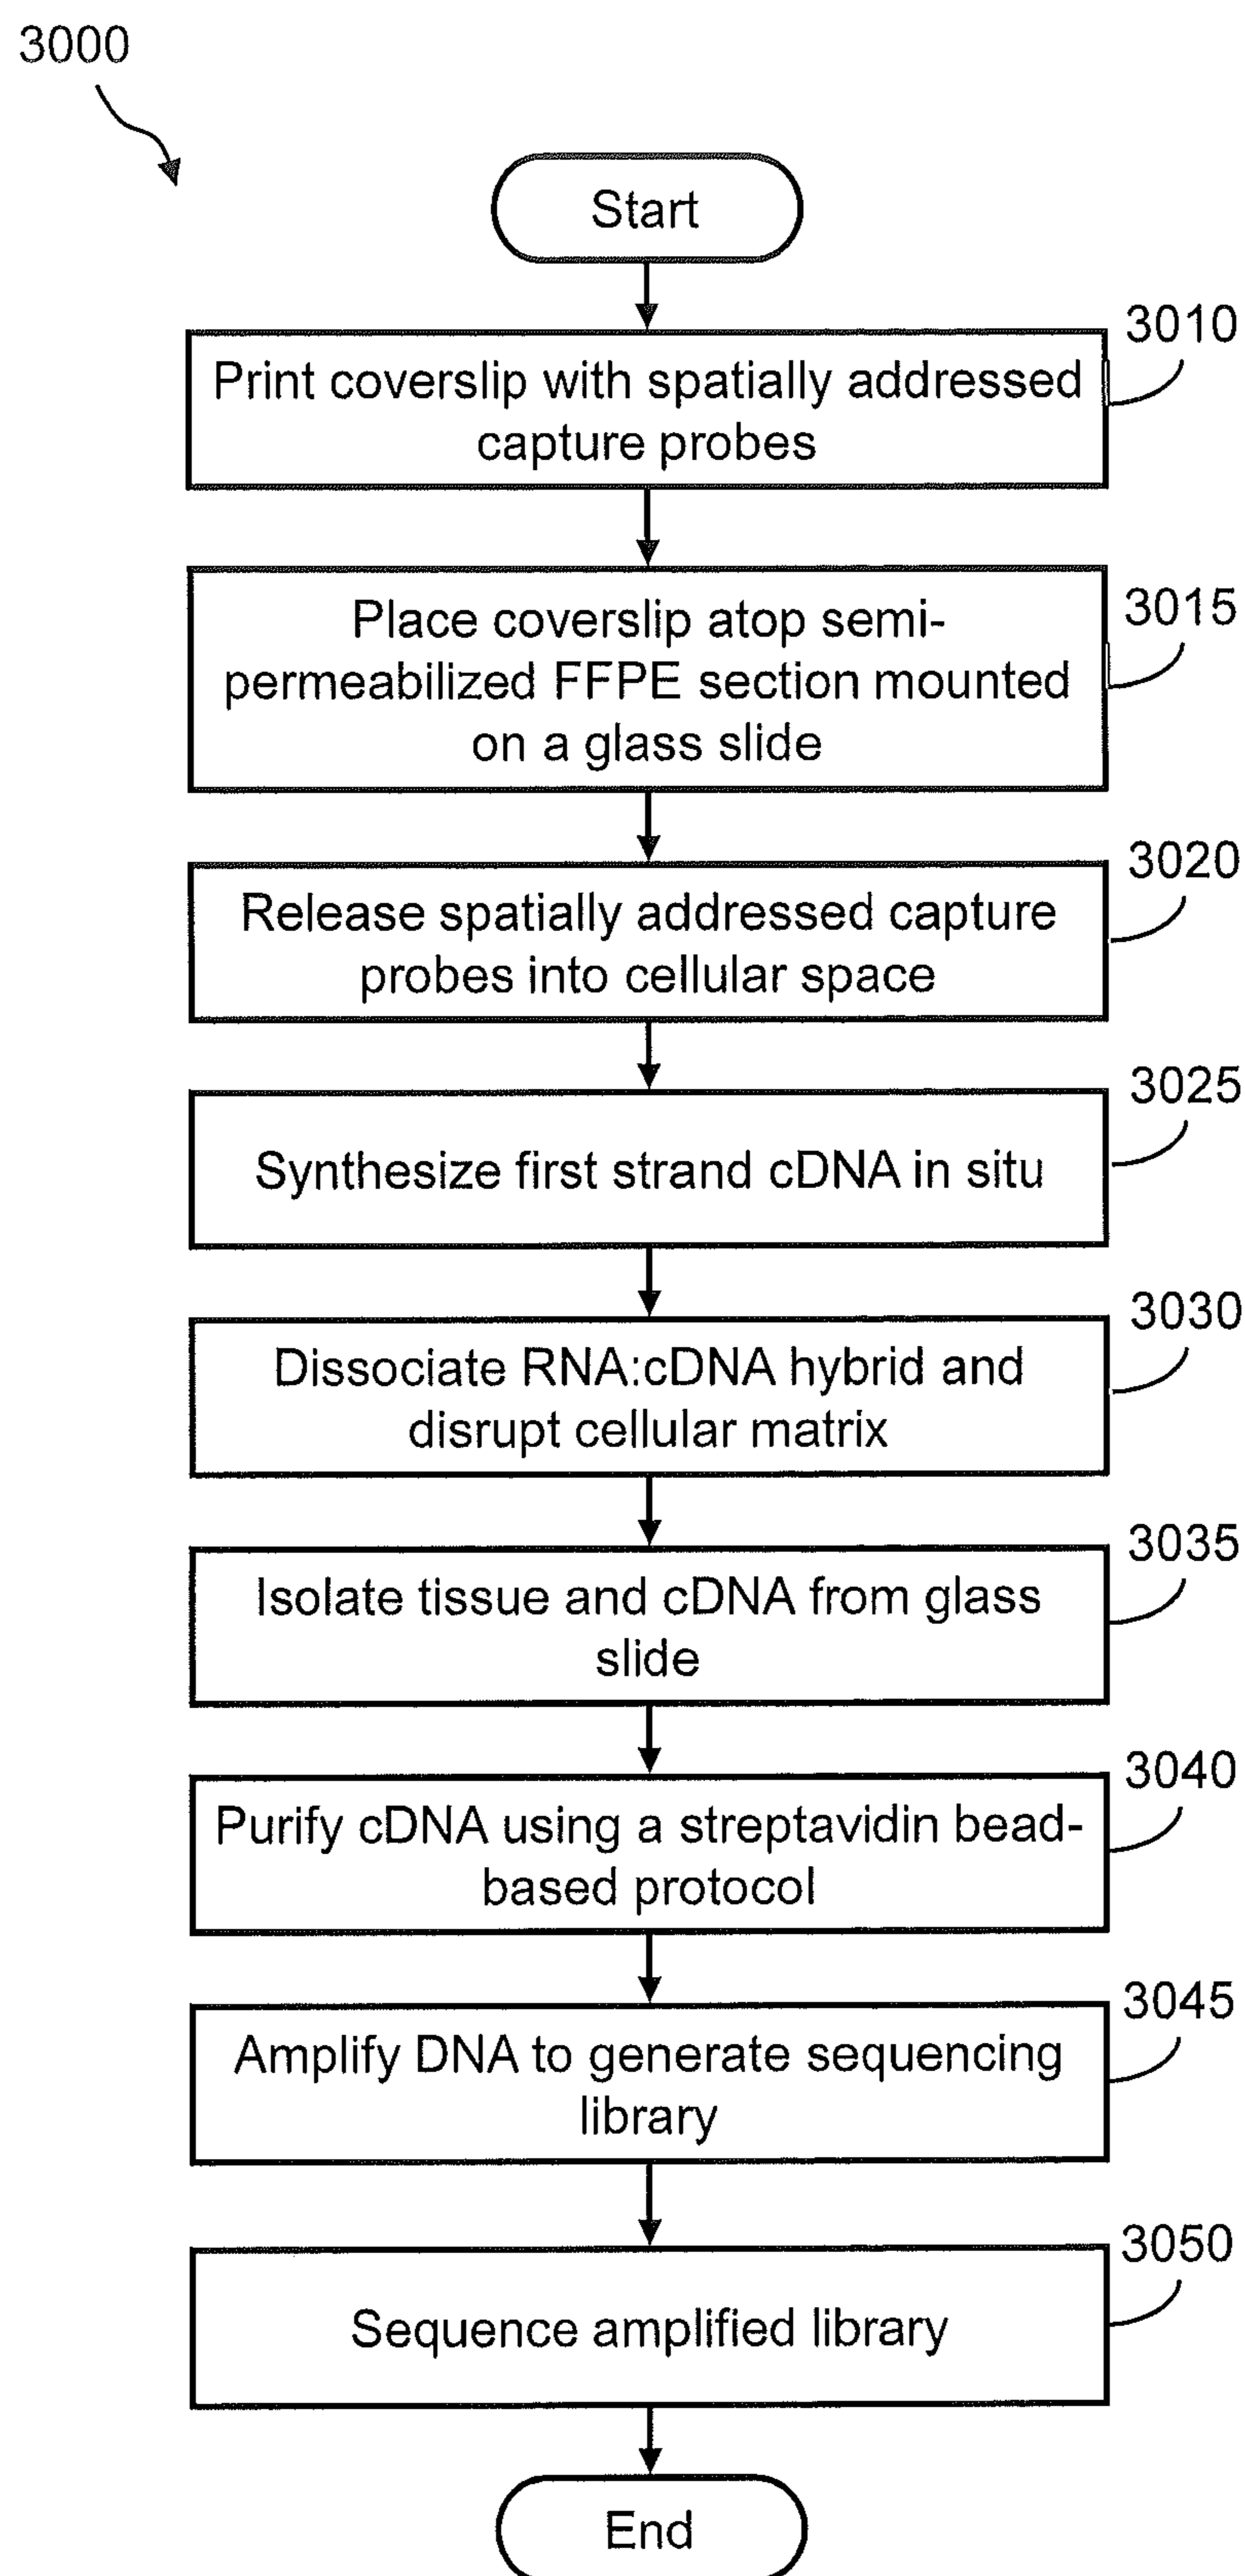 3000
Start
3010
Print coverslip with spatially addressed
capture probes
3015
Place coverslip atop semi-
permeabilized FFPE section mounted
on a glass slide
3020
Release spatially addressed capture
probes into cellular space
3025
Synthesize first strand cDNA in situ
3030
Dissociate RNA:cDNA hybrid and
disrupt cellular matrix
3035
Isolate tissue and cDNA from glass
slide
3040
Purify cDNA using a streptavidin bead-
based protocol
3045
Amplify DNA to generate sequencing
library
3050
Sequence amplified library
End